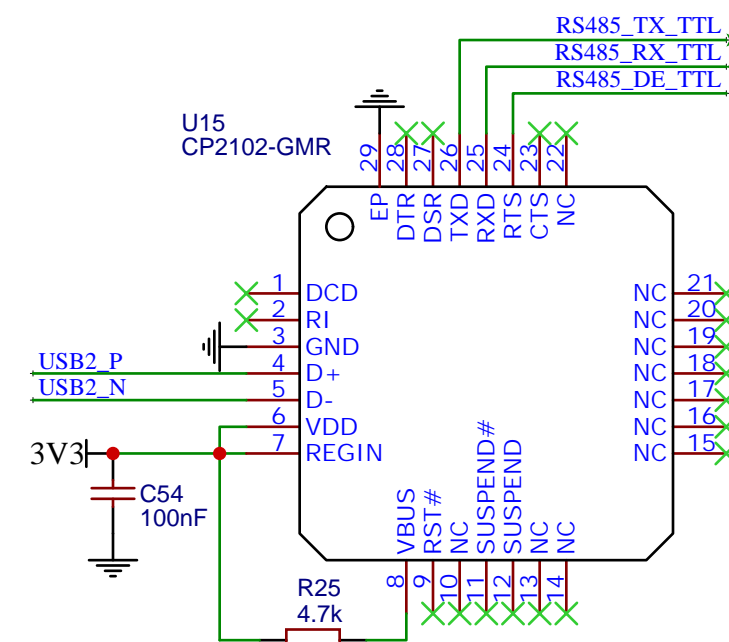 RS485_TX_TTL
RS485_RX_TTL
RS485_DE_TTL
U15
CP2102-GMR
29 28 27 26 25 24 23 22
EP DTR DSR TXD RXD RTS CTS NC
1 DCD NC 21
2 RI NC 20
3 GND NC 19
USB2_P 4 D+ NC 18
USB2_N 5 D- NC 17
6 VDD NC 16
3V3 7 REGIN NC 15
C54
100nF
VBUS RST# NC SUSPEND# SUSPEND NC NC
8 9 10 11 12 13 14
R25
4.7k